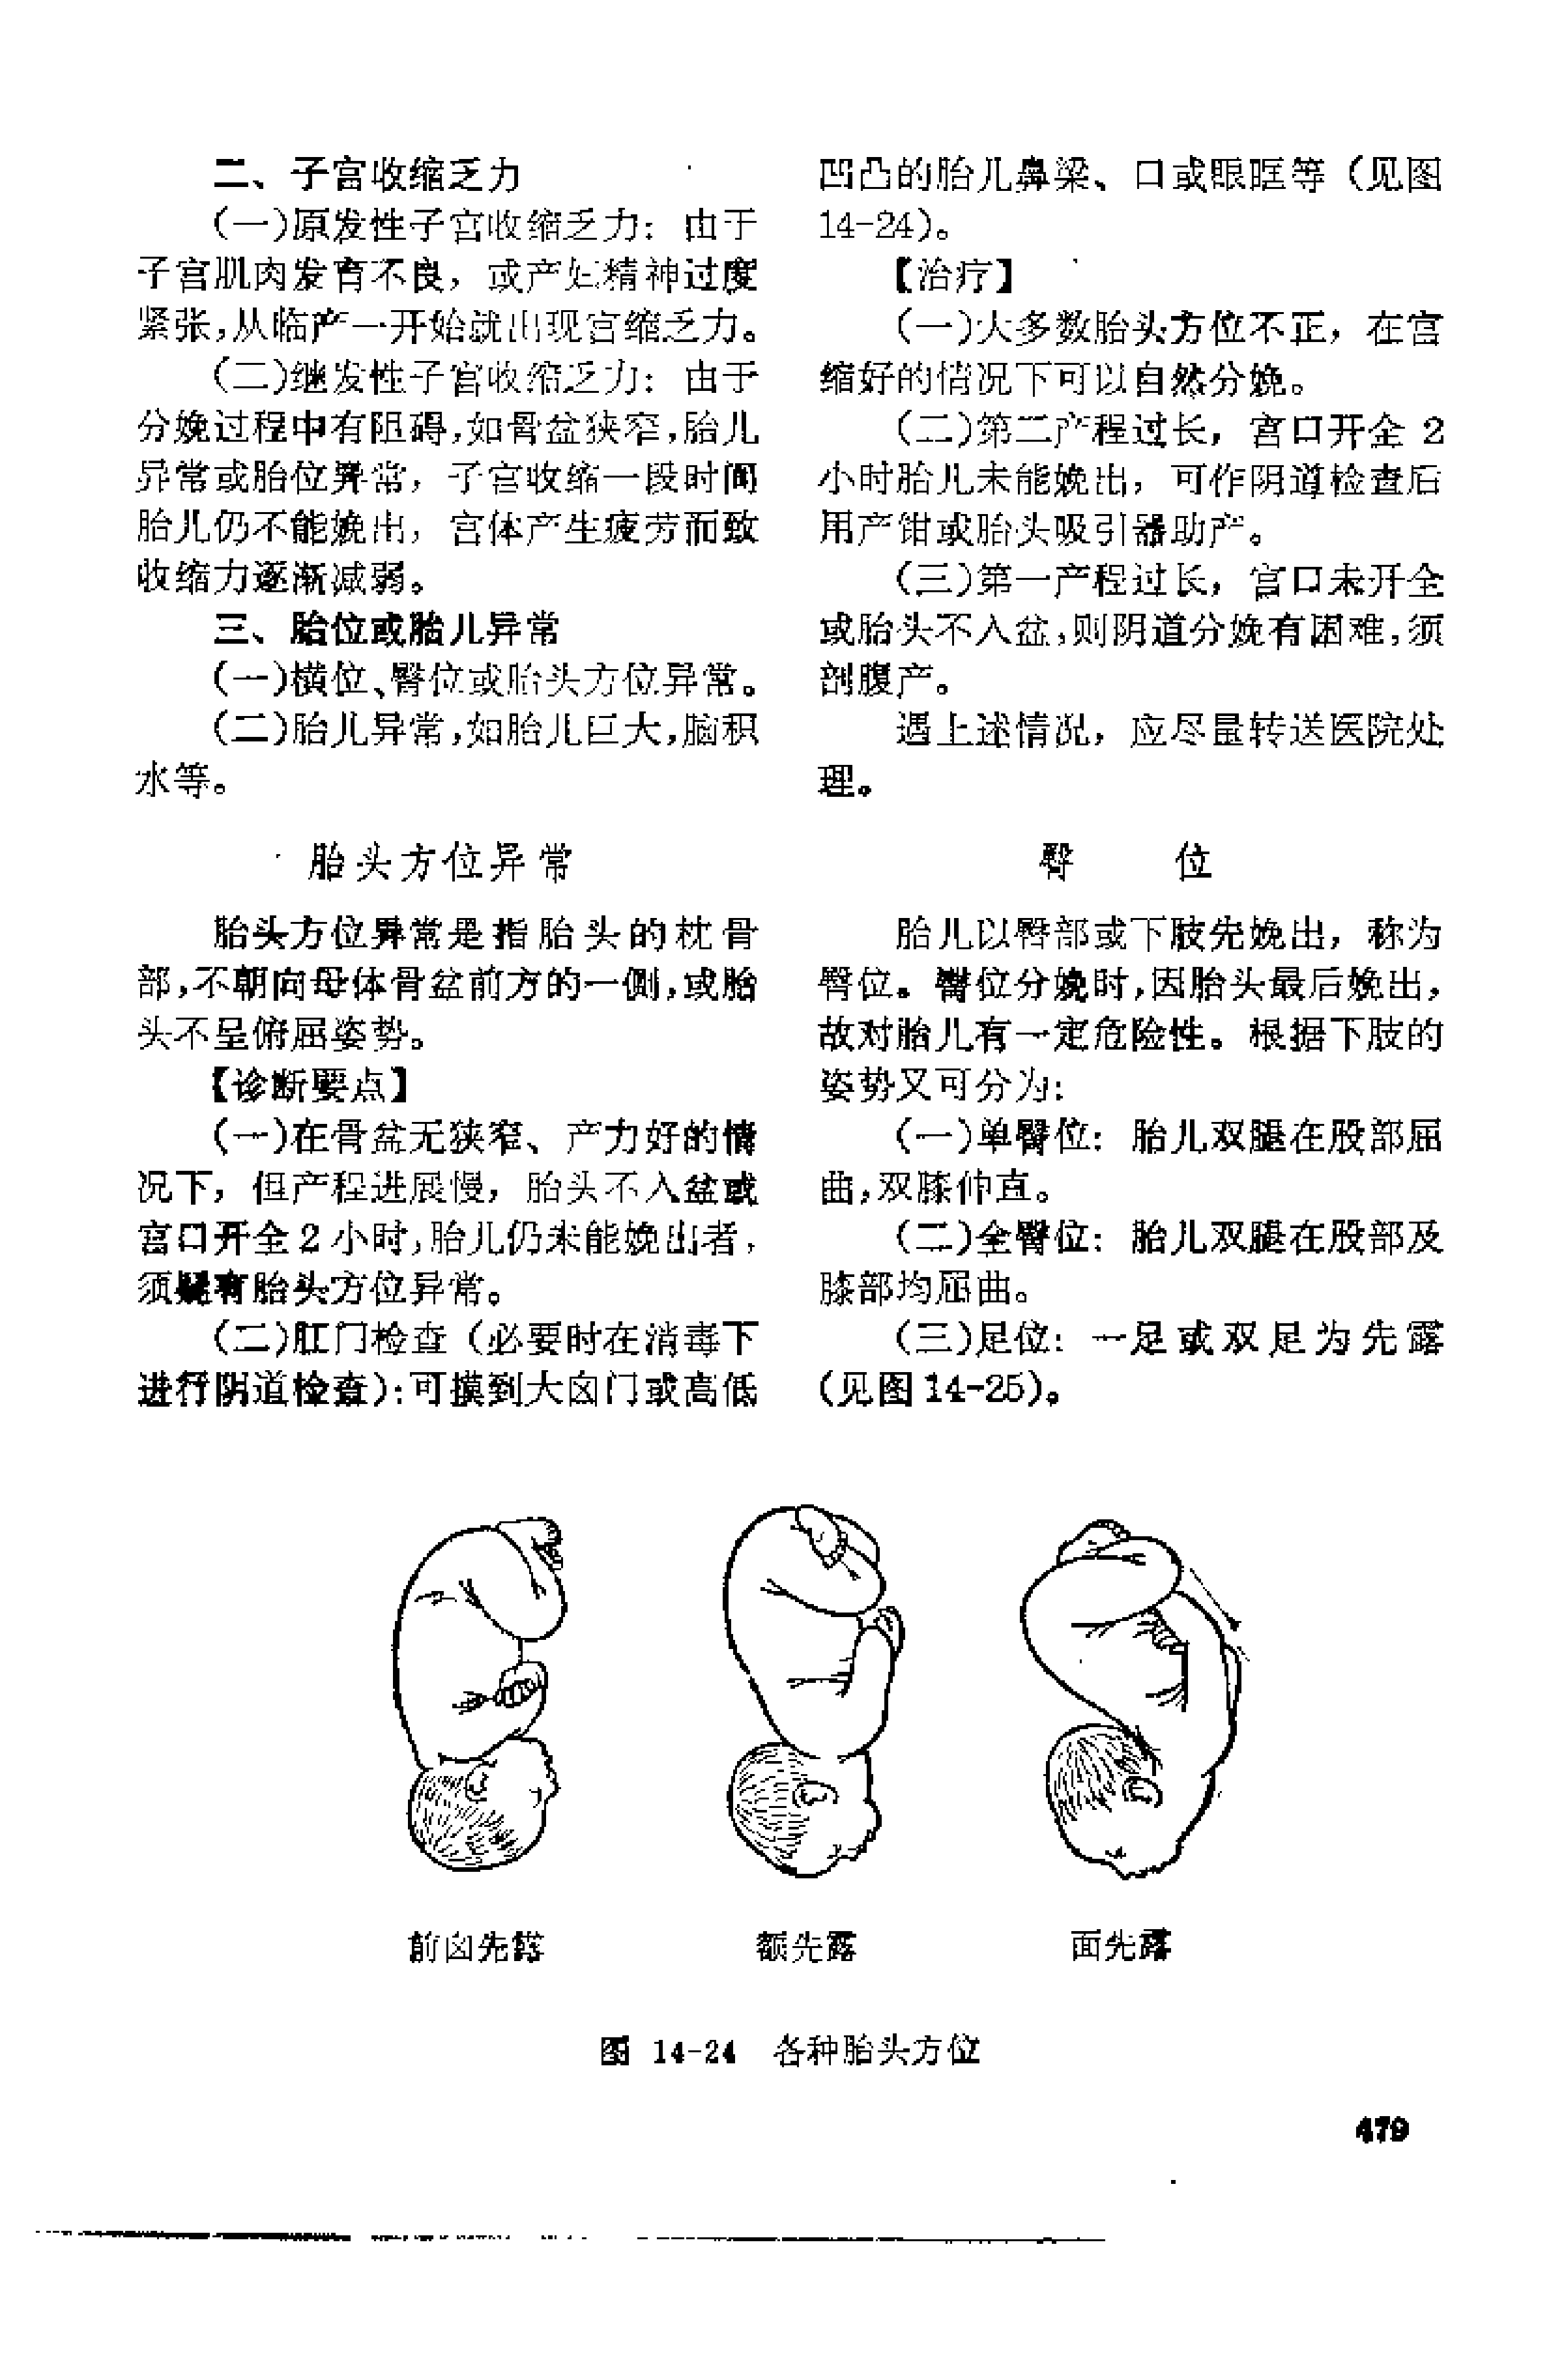 二、子宫收缩乏力
(一)原发性子宫收缩乏力：由于
子宫肌肉发育不良，或产妇精神过度
紧张，从临产一开始就出现宫缩乏力。
(二)继发性子宫收缩乏力：由于
分娩过程中有阻碍，如骨盆狭窄，胎儿
异常或胎位异常，子宫收缩一段时间
胎儿仍不能娩出，宫体产生疲劳而致
收缩力逐渐减弱。
三、胎位或胎儿异常
(一)横位、臀位或胎头方位异常。
(二)胎儿异常，如胎儿巨大，脑积
水等。
胎头方位异常
胎头方位异常是指胎头的枕骨
部，不朝向母体骨盆前方的一侧，或胎
头不呈俯屈姿势。
【诊断要点】
(一)在骨盆无狭窄、产力好的情
况下，但产程进展慢，胎头不入盆或
宫口开全2小时，胎儿仍未能娩出者，
须疑有胎头方位异常。
(二)肛门检查（必要时在消毒下
进行阴道检查）：可摸到大囟门或高低
凹凸的胎儿鼻梁、口或眼眶等（见图
14-24）。
【治疗】
(一)大多数胎头方位不正，在宫
缩好的情况下可以自然分娩。
(二)第二产程过长，宫口开全 2
小时胎儿未能娩出，可作阴道检查后
用产钳或胎头吸引器助产。
(三)第一产程过长，宫口未开全
或胎头不入盆，则阴道分娩有困难，须
剖腹产。
遇上述情况，应尽量转送医院处
理。
臀 位
胎儿以臀部或下肢先娩出，称为
臀位。臀位分娩时，因胎头最后娩出，
故对胎儿有一定危险性。根据下肢的
姿势又可分为：
(一)单臀位：胎儿双腿在股部屈
曲，双膝伸直。
(二)全臀位：胎儿双腿在股部及
膝部均屈曲。
(三)足位：一足或双足为先露
（见图 14-25）。
前囟先露
额先露
面先露
图 14-24 各种胎头方位
479